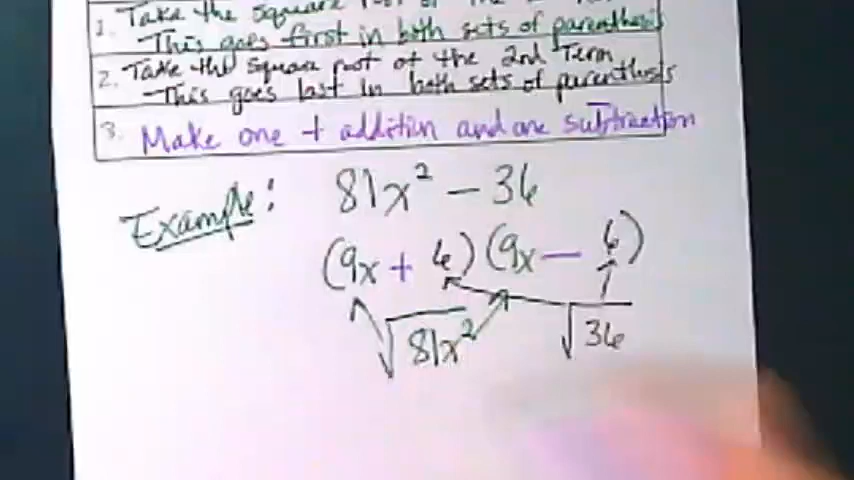 1. Take the square root of the
This goes first in both sets of parenthesis
2. Take the square root of the 2nd Term
-This goes last in both sets of parenthesis
3. Make one + addition and one subtraction
Example: 81x² - 36
(9x + 6)(9x - 6)
√81x² √36